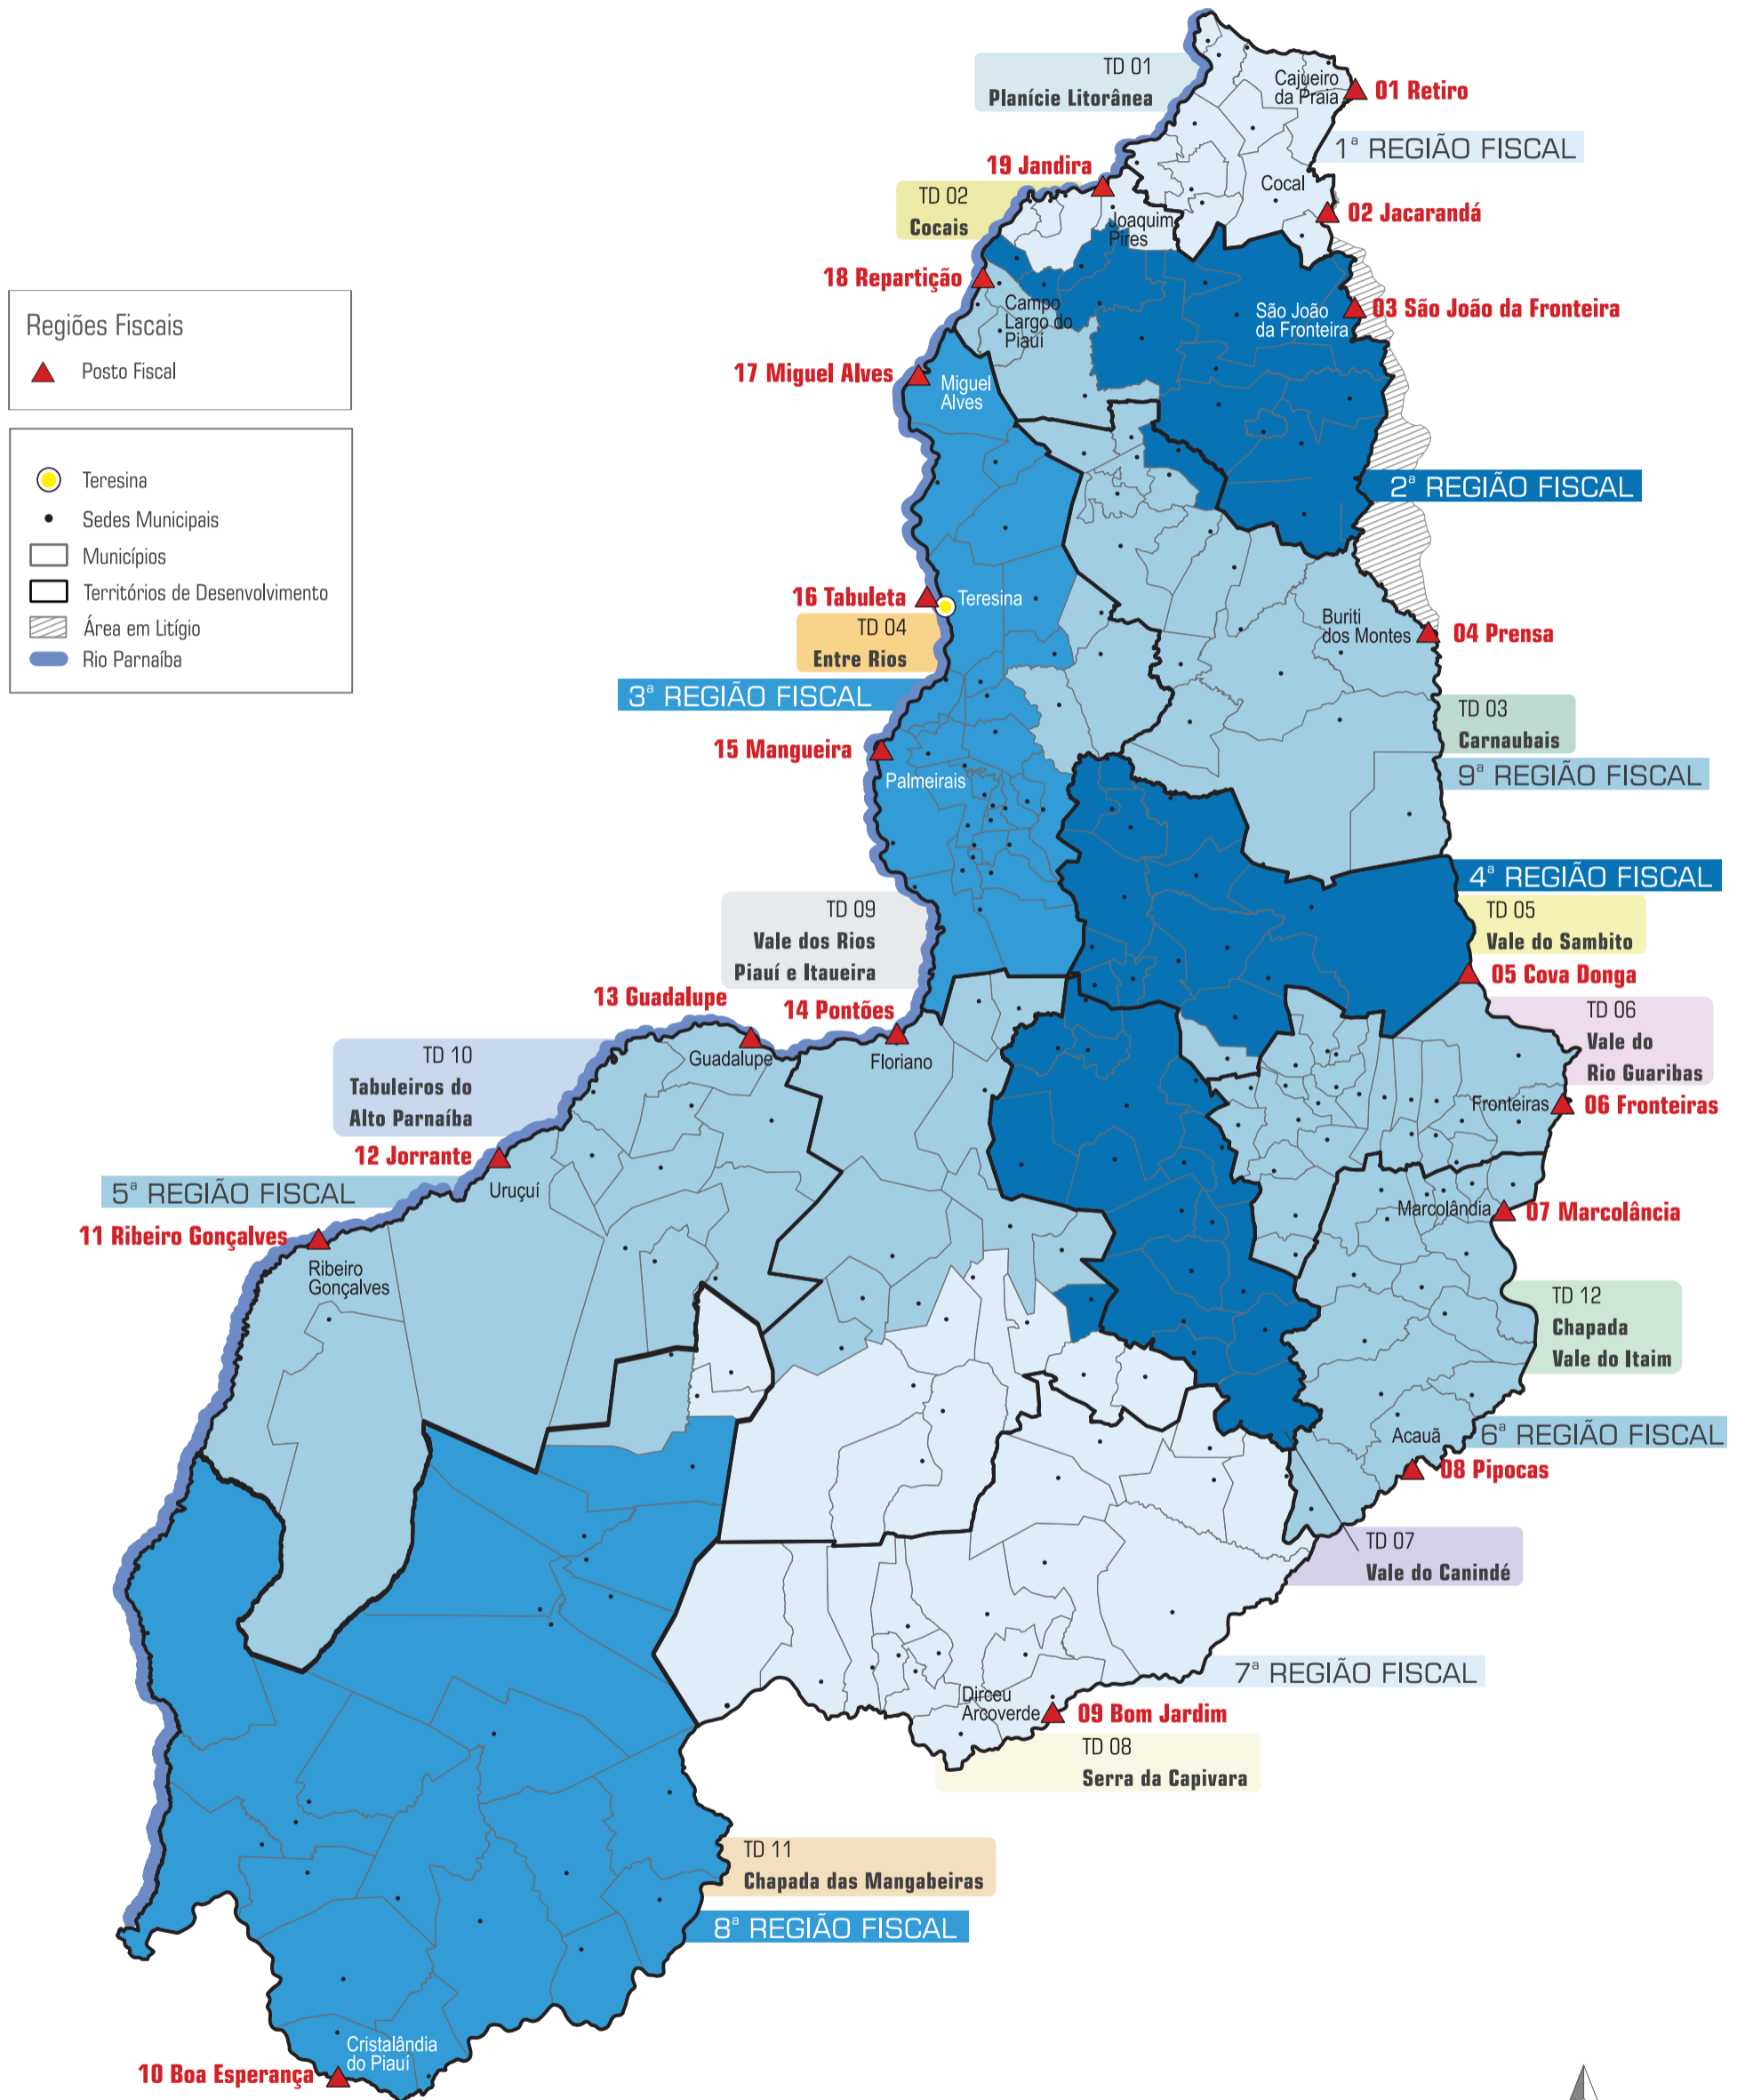 TD 01
Planície Litorânea
Cajueiro
da Praia
01 Retiro
1ª REGIÃO FISCAL
19 Jandira
TD 02
Cocais
Cocal
02 Jacarandá
Joaquim
Pires
18 Repartição
Campo
Largo do
Piauí
São João
da Fronteira
03 São João da Fronteira
Regiões Fiscais
Posto Fiscal
17 Miguel Alves
Miguel
Alves
2ª REGIÃO FISCAL
Teresina
Sedes Municipais
Municípios
Territórios de Desenvolvimento
Área em Litígio
Rio Parnaíba
16 Tabuleta
Teresina
TD 04
Entre Rios
Buriti
dos Montes
04 Prensa
3ª REGIÃO FISCAL
TD 03
Carnaubais
15 Mangueira
Palmeirais
9ª REGIÃO FISCAL
4ª REGIÃO FISCAL
TD 09
Vale dos Rios
Piauí e Itaueira
TD 05
Vale do Sambito
05 Cova Donga
13 Guadalupe
14 Pontões
TD 06
Vale do
Rio Guaribas
Guadalupe
Floriano
TD 10
Tabuleiros do
Alto Parnaíba
Fronteiras
06 Fronteiras
12 Jorrante
5ª REGIÃO FISCAL
Uruçuí
Marcolândia
07 Marcolância
11 Ribeiro Gonçalves
Ribeiro
Gonçalves
TD 12
Chapada
Vale do Itaim
Acauã
6ª REGIÃO FISCAL
08 Pipocas
TD 07
Vale do Canindé
7ª REGIÃO FISCAL
Dirceu
Arcoverde
09 Bom Jardim
TD 08
Serra da Capivara
TD 11
Chapada das Mangabeiras
8ª REGIÃO FISCAL
Cristalândia
do Piauí
10 Boa Esperança